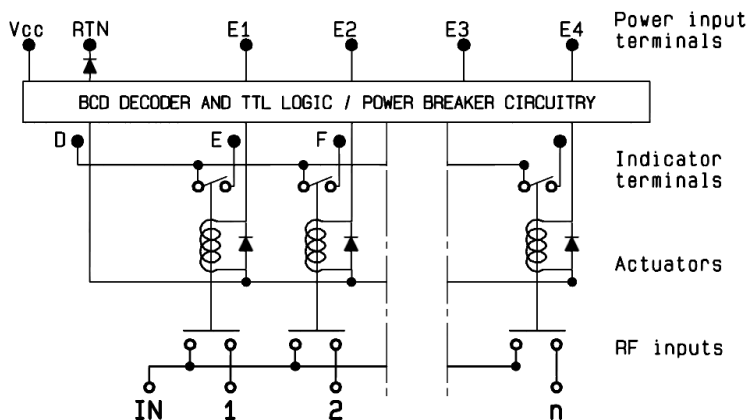 Vcc RTN E1 E2 E3 E4
Power input
terminals
BCD DECODER AND TTL LOGIC / POWER BREAKER CIRCUITRY
D E F
Indicator
terminals
Actuators
RF inputs
IN 1 2 n